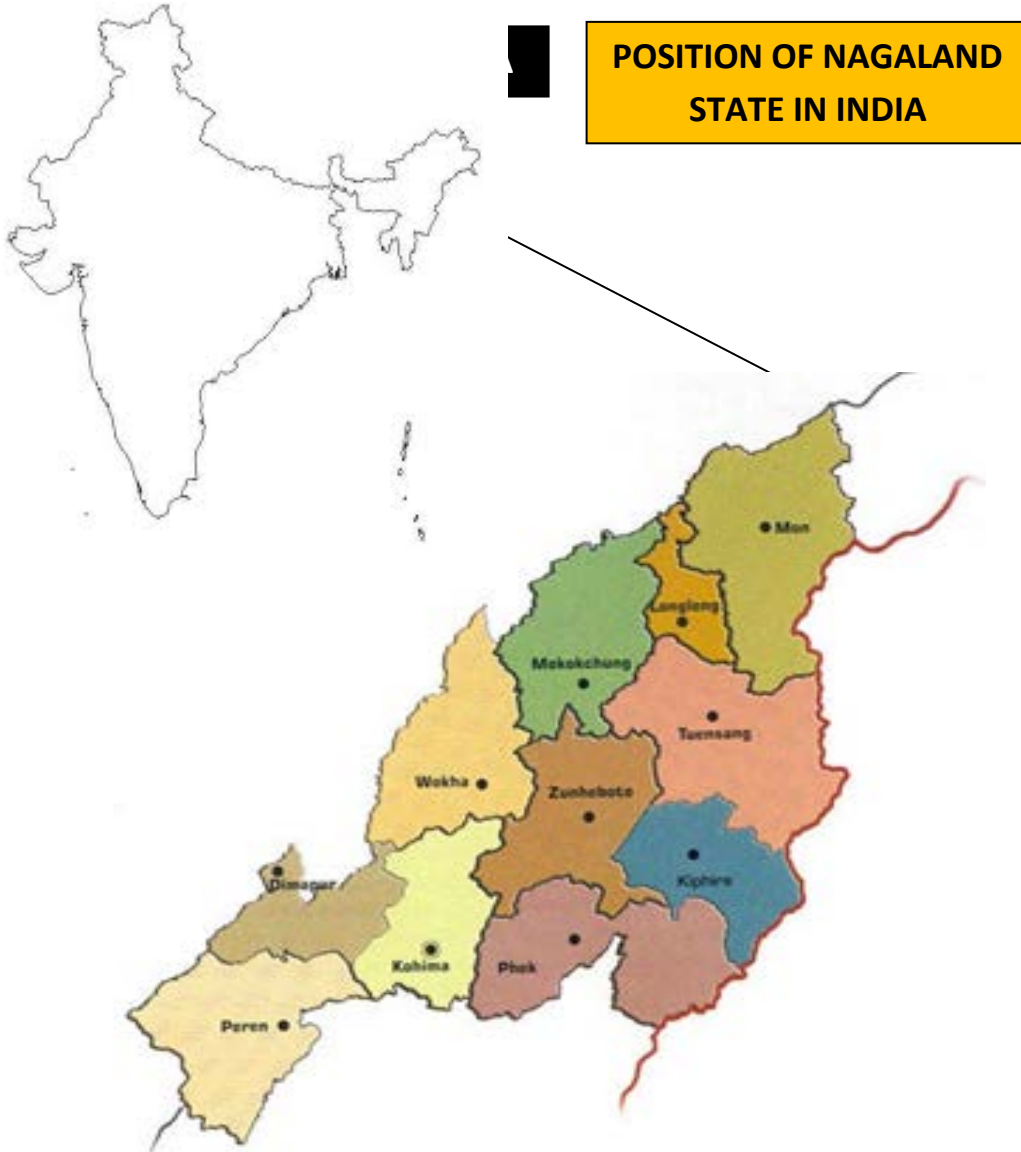 POSITION OF NAGALAND
STATE IN INDIA
Mon
Longleng
Mokokchung
Tuensang
Wokha
Zunheboto
Kiphire
Dimapur
Kohima
Phek
Peren